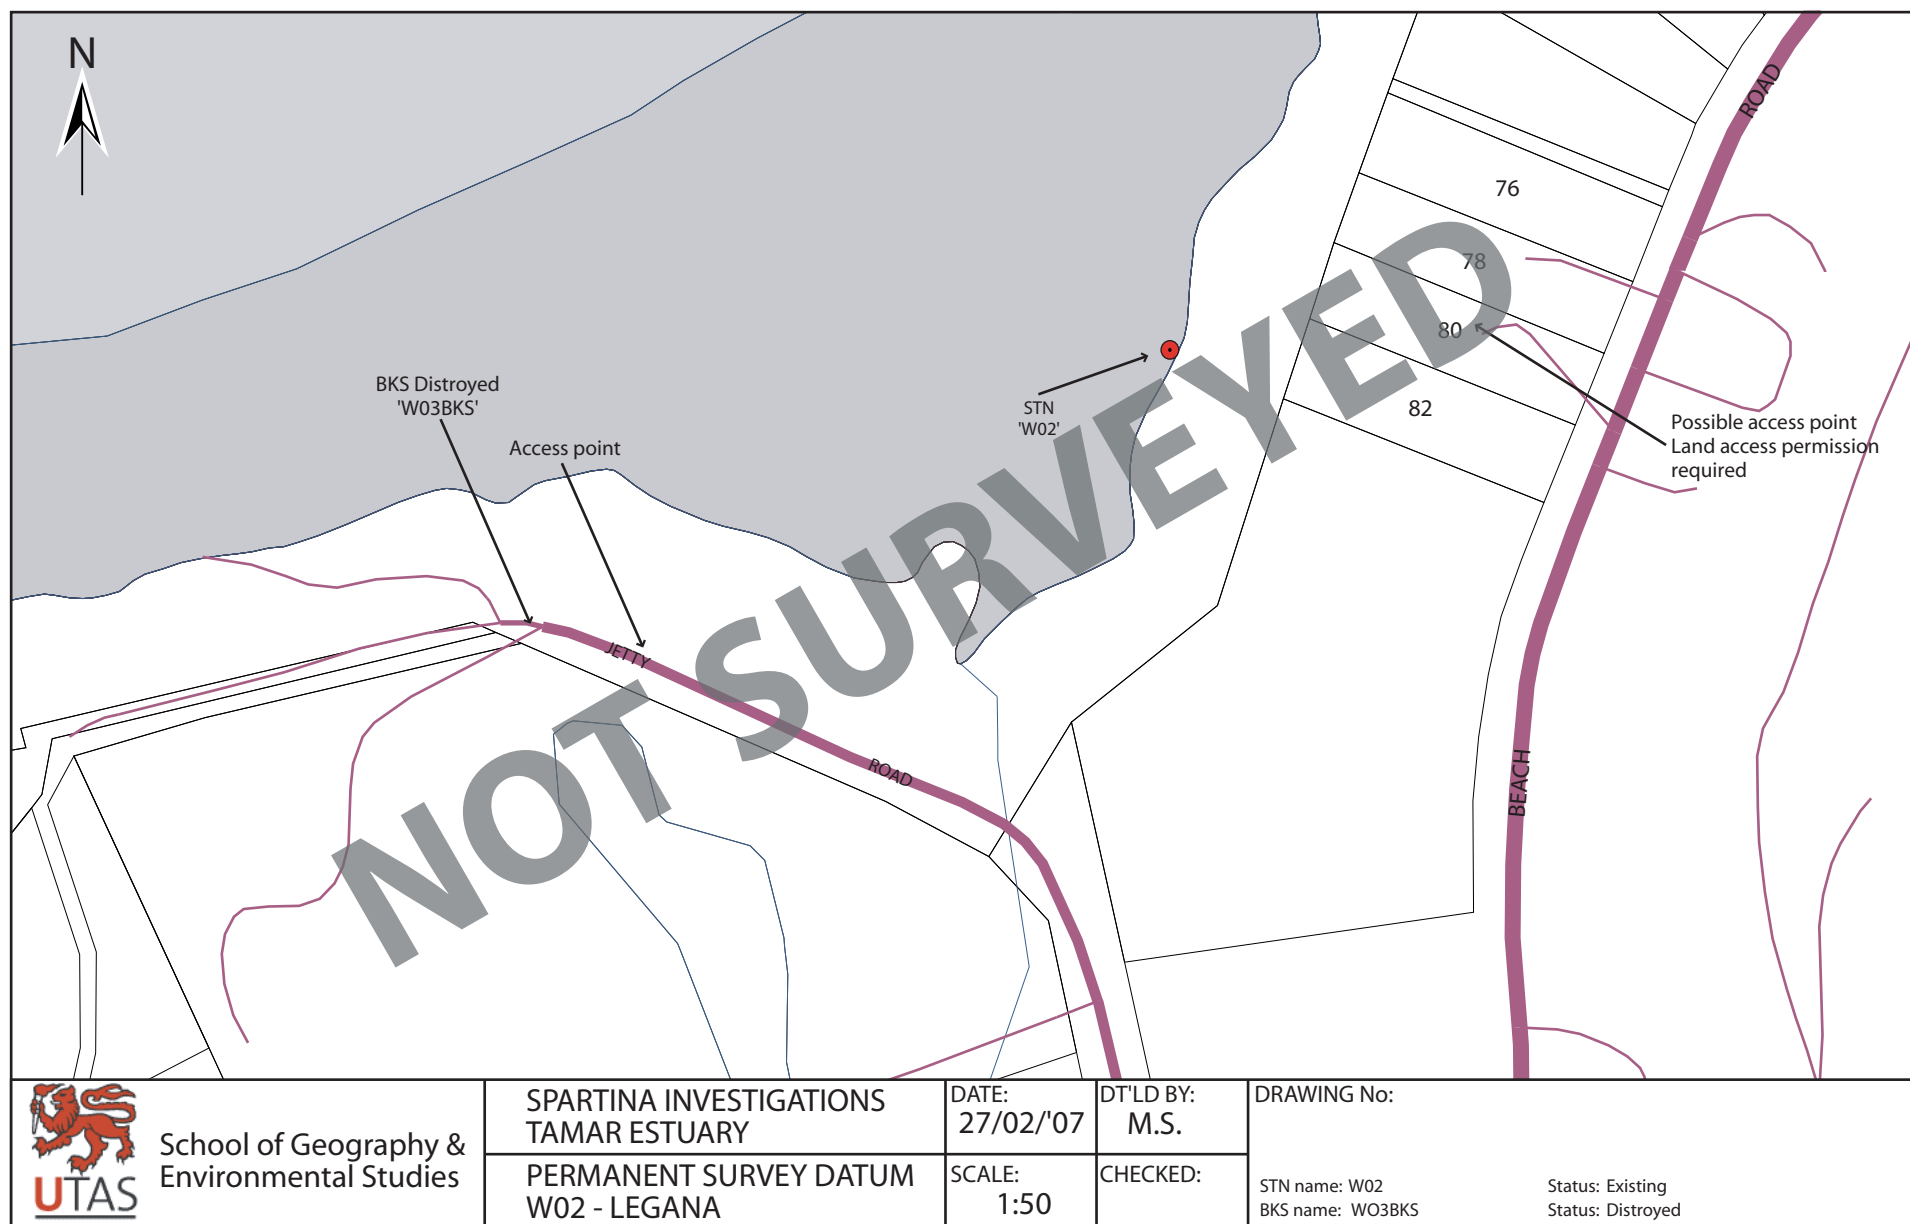 N
ROAD
76
78
80
82
BKS Distroyed
'W03BKS'
Access point
STN
'W02'
Possible access point
Land access permission
required
JETTY
ROAD
BEACH
NOT SURVEYED
UTAS
School of Geography &
Environmental Studies
SPARTINA INVESTIGATIONS
TAMAR ESTUARY
PERMANENT SURVEY DATUM
W02 - LEGANA
DATE:
27/02/'07
DT'LD BY:
M.S.
SCALE:
1:50
CHECKED:
DRAWING No:
STN name: W02 Status: Existing
BKS name: WO3BKS Status: Distroyed